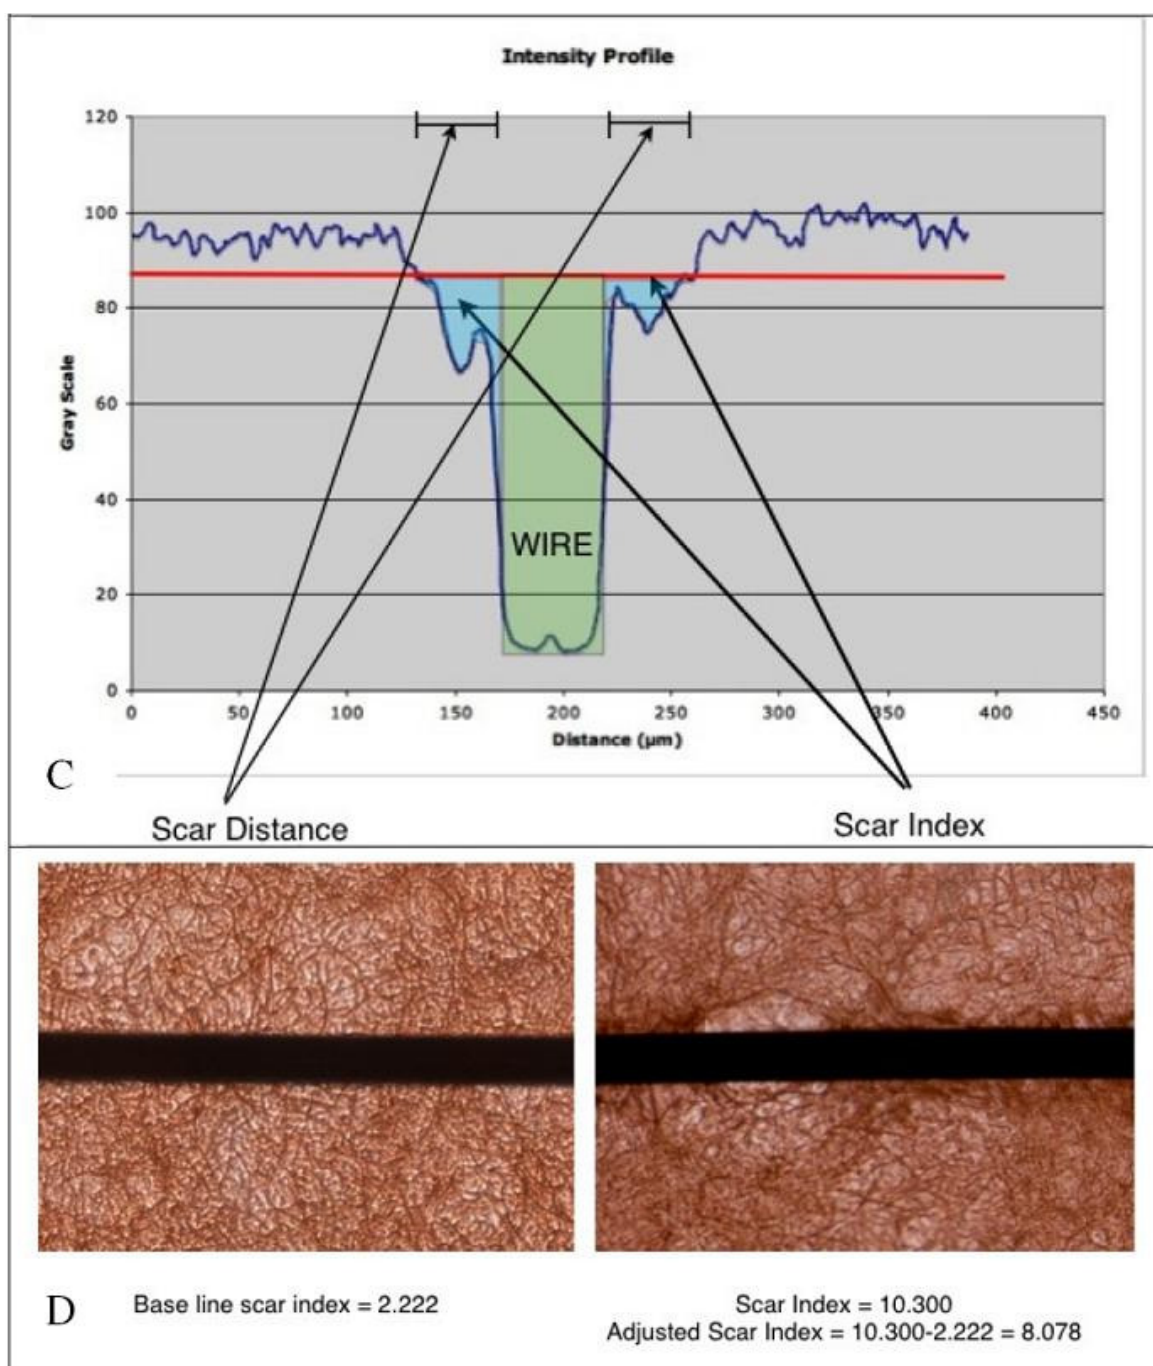 Intensity Profile
120
100
80
60
40
20
0
Gray Scale
WIRE
0 50 100 150 200 250 300 350 400 450
Distance (µm)
C
Scar Distance
Scar Index
D
Base line scar index = 2.222
Scar Index = 10.300
Adjusted Scar Index = 10.300-2.222 = 8.078